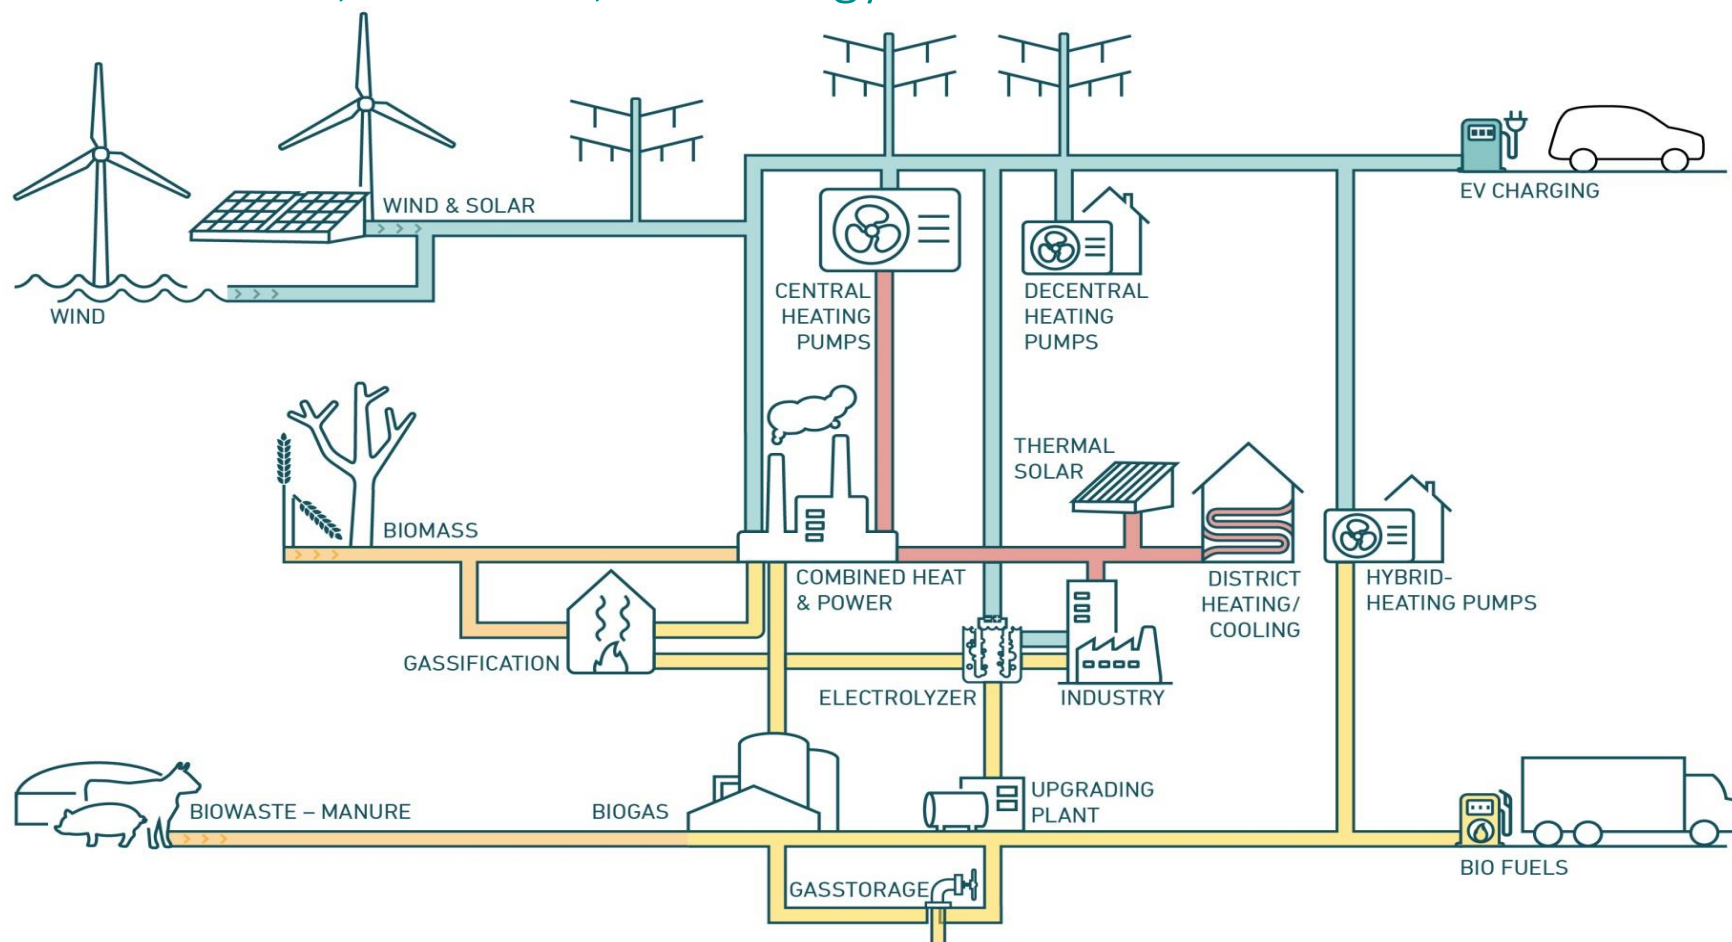 WIND & SOLAR
EV CHARGING
WIND
CENTRAL
HEATING
PUMPS
DECENTRAL
HEATING
PUMPS
THERMAL
SOLAR
BIOMASS
COMBINED HEAT
& POWER
DISTRICT
HEATING/
COOLING
HYBRID-
HEATING PUMPS
GASSIFICATION
ELECTROLYZER
INDUSTRY
BIOWASTE – MANURE
BIOGAS
UPGRADING
PLANT
BIO FUELS
GASSTORAGE